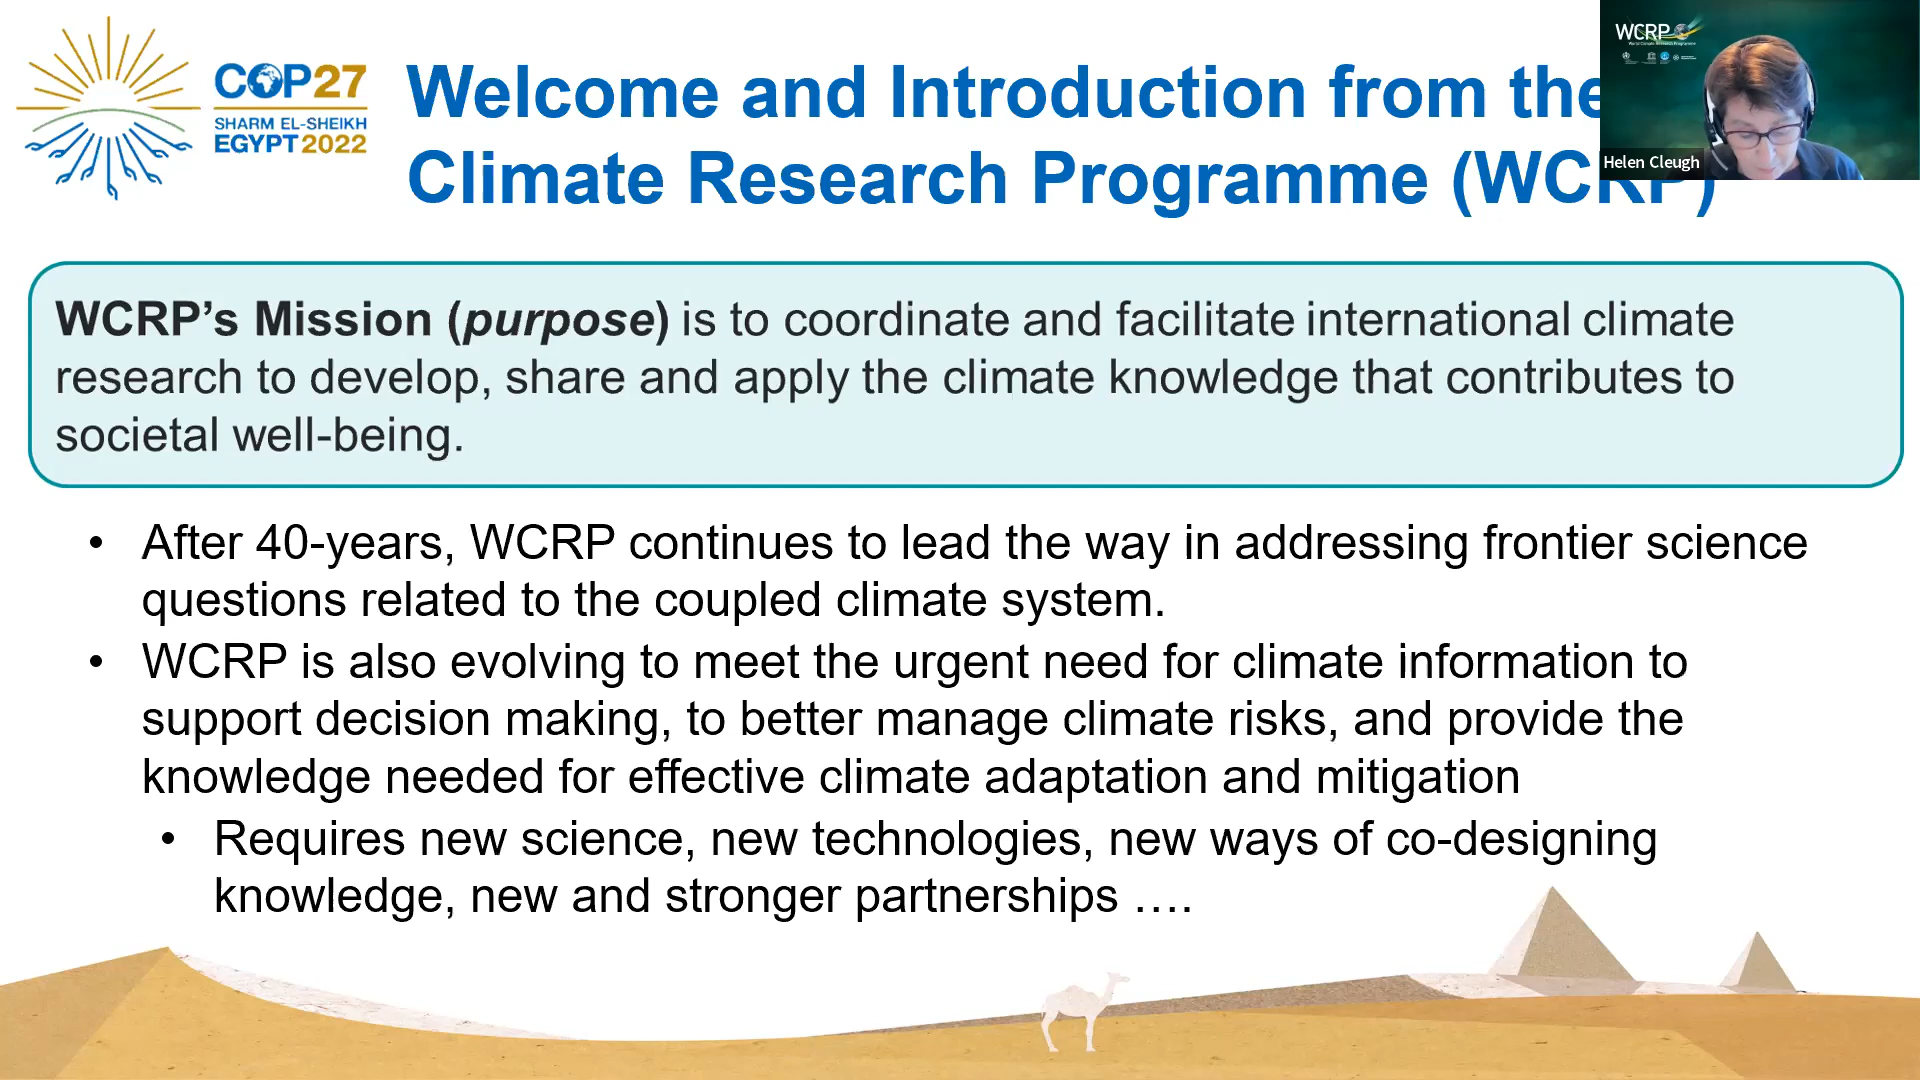 COP27
SHARM EL-SHEIKH
EGYPT 2022
Welcome and Introduction from the
Climate Research Programme (WCRP)
WCRP
World Climate Research Programme
Helen Cleugh
WCRP’s Mission (purpose) is to coordinate and facilitate international climate
research to develop, share and apply the climate knowledge that contributes to
societal well-being.
• After 40-years, WCRP continues to lead the way in addressing frontier science
questions related to the coupled climate system.
• WCRP is also evolving to meet the urgent need for climate information to
support decision making, to better manage climate risks, and provide the
knowledge needed for effective climate adaptation and mitigation
• Requires new science, new technologies, new ways of co-designing
knowledge, new and stronger partnerships ….